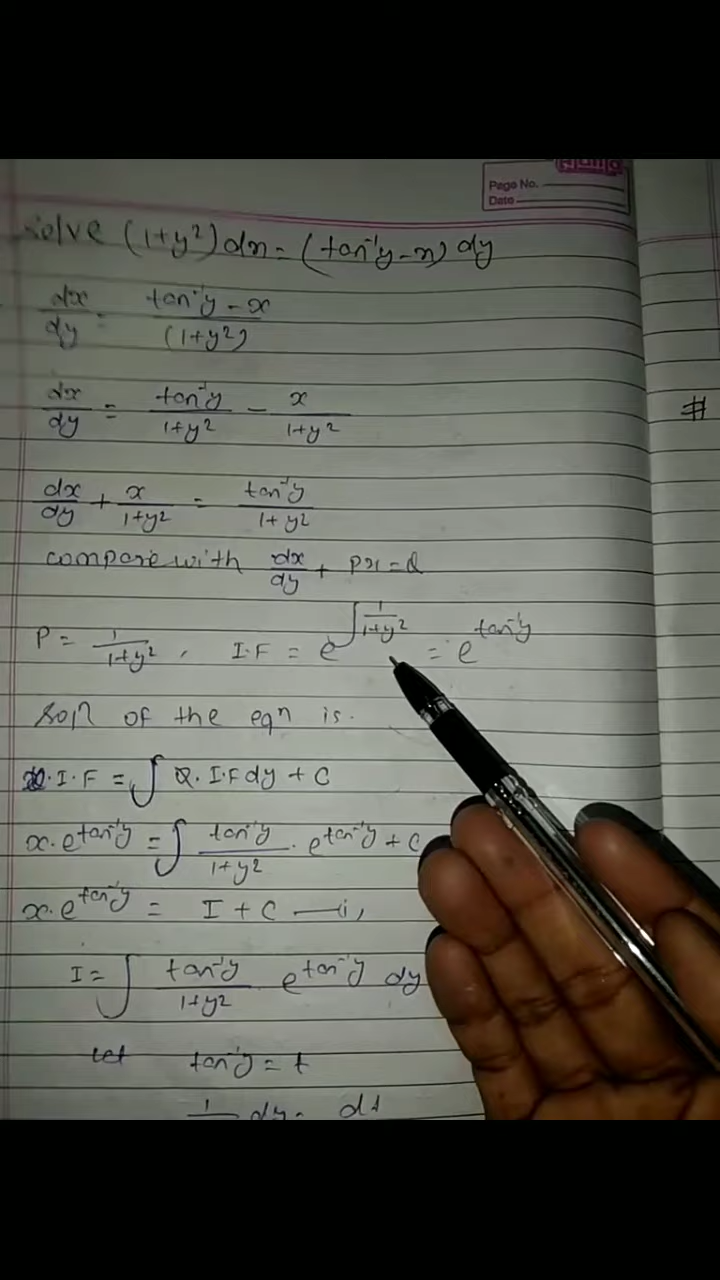 Page No.
Date
Solve (1+y²)dx = (tan⁻¹y - x) dy
dx/dy = tan⁻¹y - x / (1+y²)
dx/dy = tan⁻¹y / 1+y² - x / 1+y²
#
dx/dy + x / 1+y² = tan⁻¹y / 1+y²
compare with dx/dy + Px = Q
P = 1 / 1+y² , I.F = e^∫ 1 / 1+y² = e^tan⁻¹y
Solⁿ of the eqⁿ is.
x. I.F = ∫ Q. I.F dy + C
x. e^tan⁻¹y = ∫ tan⁻¹y / 1+y² . e^tan⁻¹y + C
x. e^tan⁻¹y = I + C —i,
I = ∫ tan⁻¹y / 1+y² e^tan⁻¹y dy
let tan⁻¹y = t
1 dy = dt